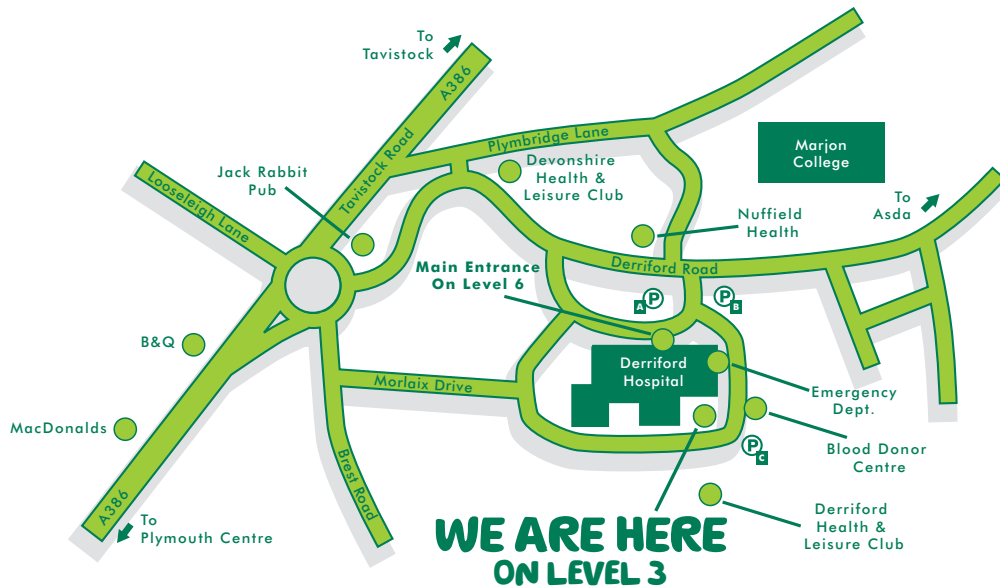 To
Tavistock
A386
Tavistock Road
Plymbridge Lane
Marjon
College
Looseleigh Lane
Jack Rabbit
Pub
Devonshire
Health &
Leisure Club
To
Asda
Nuffield
Health
Main Entrance
On Level 6
Derriford Road
P
A
P
B
B&Q
Derriford
Hospital
Morlaix Drive
Emergency
Dept.
MacDonalds
Blood Donor
Centre
P
C
Brest Road
A386
To
Plymouth Centre
Derriford
Health &
Leisure Club
WE ARE HERE
ON LEVEL 3